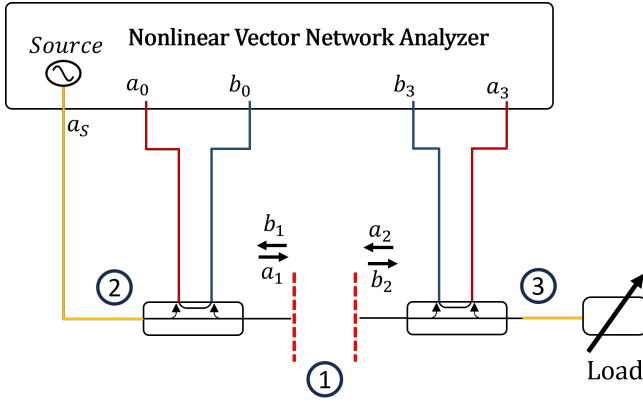 Nonlinear Vector Network Analyzer
Source
a0 b0 b3 a3
aS
b1 a2
a1 b2
2 3
1
Load